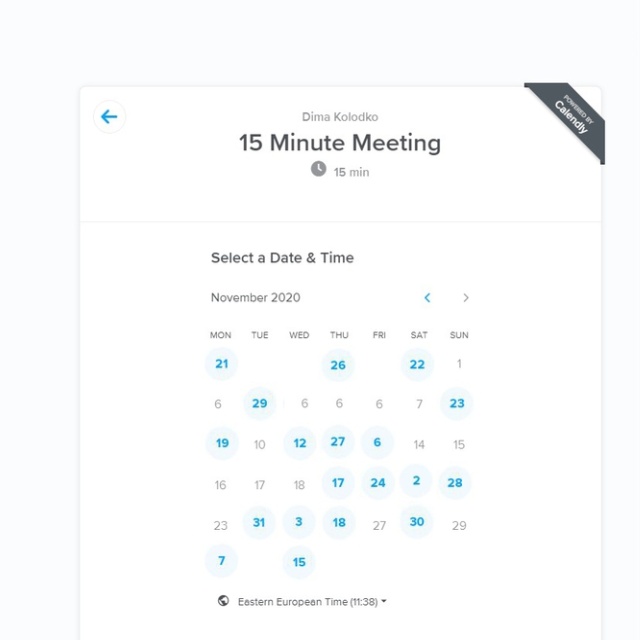 POWERED BY
Calendly
Dima Kolodko
15 Minute Meeting
15 min
Select a Date & Time
November 2020
MON TUE WED THU FRI SAT SUN
21 26 22 1
6 29 6 6 6 7 23
19 10 12 27 6 14 15
16 17 18 17 24 2 28
23 31 3 18 27 30 29
7 15
Eastern European Time (11:38)